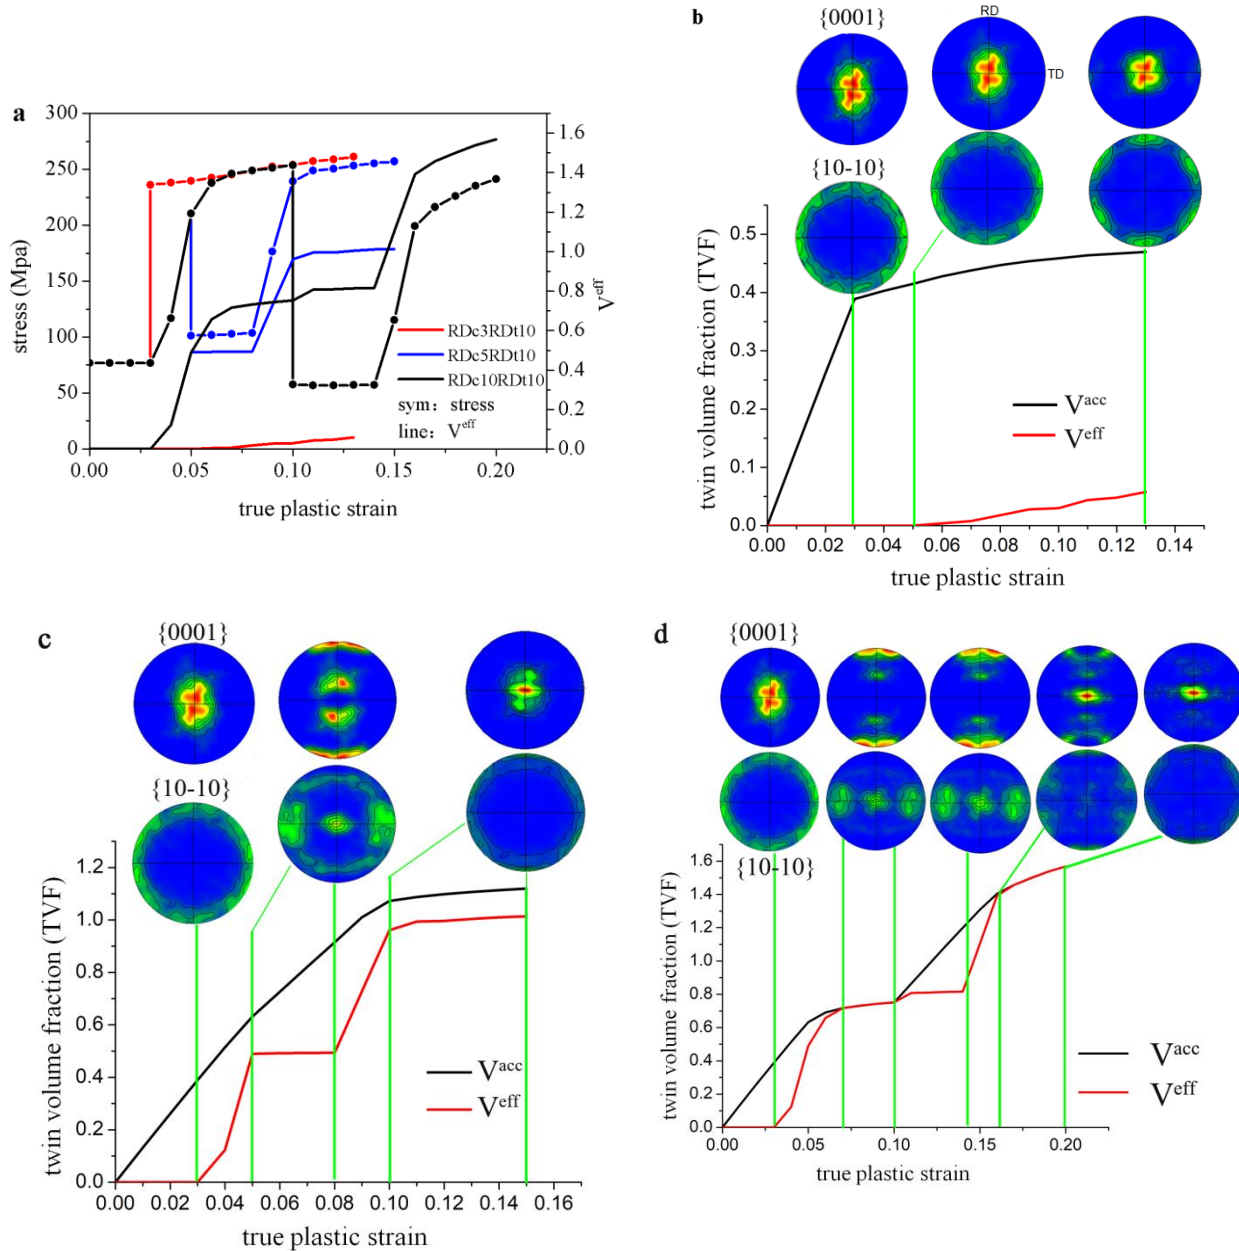 a
300
250
200
150
100
50
0
stress (Mpa)
0.00 0.05 0.10 0.15 0.20
true plastic strain
1.6
1.4
1.2
1.0
0.8
0.6
0.4
0.2
0.0
V^eff
RDc3RDt10
RDc5RDt10
RDc10RDt10
sym: stress
line: V^eff
b
{0001}
RD
TD
{10-10}
0.5
0.4
0.3
0.2
0.1
0.0
twin volume fraction (TVF)
V^acc
V^eff
0.00 0.02 0.04 0.06 0.08 0.10 0.12 0.14
true plastic strain
c
{0001}
{10-10}
1.2
1.0
0.8
0.6
0.4
0.2
0.0
twin volume fraction (TVF)
V^acc
V^eff
0.00 0.02 0.04 0.06 0.08 0.10 0.12 0.14 0.16
true plastic strain
d
{0001}
{10-10}
1.6
1.4
1.2
1.0
0.8
0.6
0.4
0.2
0.0
twin volume fraction (TVF)
V^acc
V^eff
0.00 0.05 0.10 0.15 0.20
true plastic strain